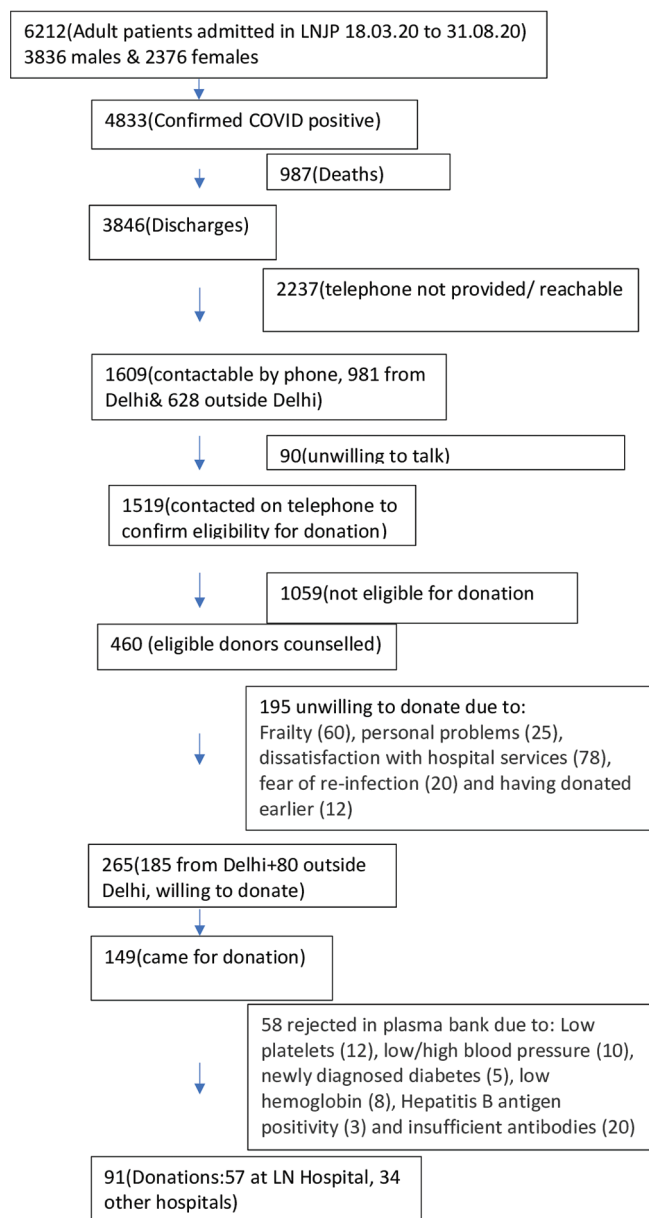 6212(Adult patients admitted in LNJP 18.03.20 to 31.08.20)
3836 males & 2376 females
4833(Confirmed COVID positive)
987(Deaths)
3846(Discharges)
2237(telephone not provided/ reachable
1609(contactable by phone, 981 from
Delhi& 628 outside Delhi)
90(unwilling to talk)
1519(contacted on telephone to
confirm eligibility for donation)
1059(not eligible for donation
460 (eligible donors counselled)
195 unwilling to donate due to:
Frailty (60), personal problems (25),
dissatisfaction with hospital services (78),
fear of re-infection (20) and having donated
earlier (12)
265(185 from Delhi+80 outside
Delhi, willing to donate)
149(came for donation)
58 rejected in plasma bank due to: Low
platelets (12), low/high blood pressure (10),
newly diagnosed diabetes (5), low
hemoglobin (8), Hepatitis B antigen
positivity (3) and insufficient antibodies (20)
91(Donations:57 at LN Hospital, 34
other hospitals)